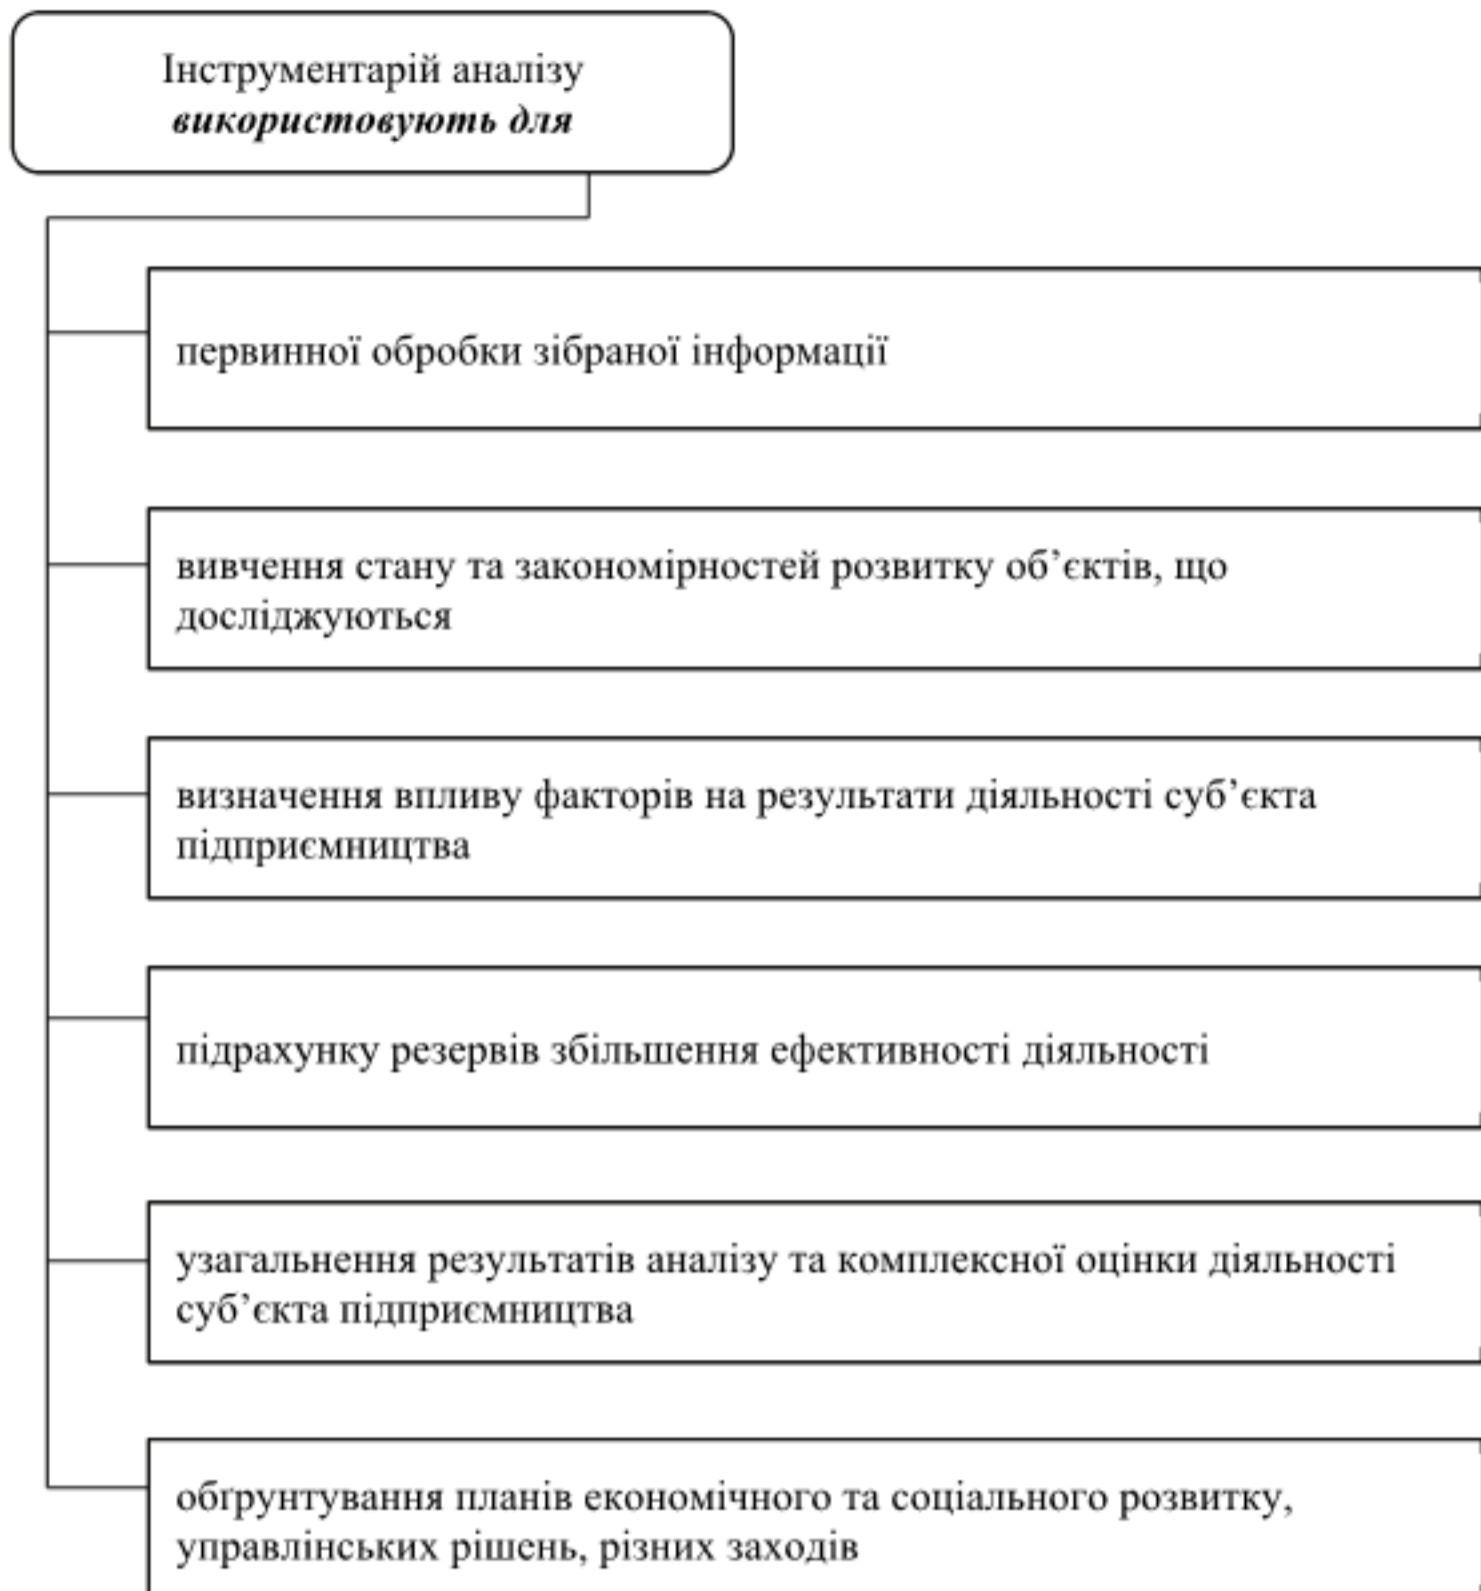 Інструментарій аналізу
використовують для
первинної обробки зібраної інформації
вивчення стану та закономірностей розвитку об’єктів, що
досліджуються
визначення впливу факторів на результати діяльності суб’єкта
підприємництва
підрахунку резервів збільшення ефективності діяльності
узагальнення результатів аналізу та комплексної оцінки діяльності
суб’єкта підприємництва
обґрунтування планів економічного та соціального розвитку,
управлінських рішень, різних заходів